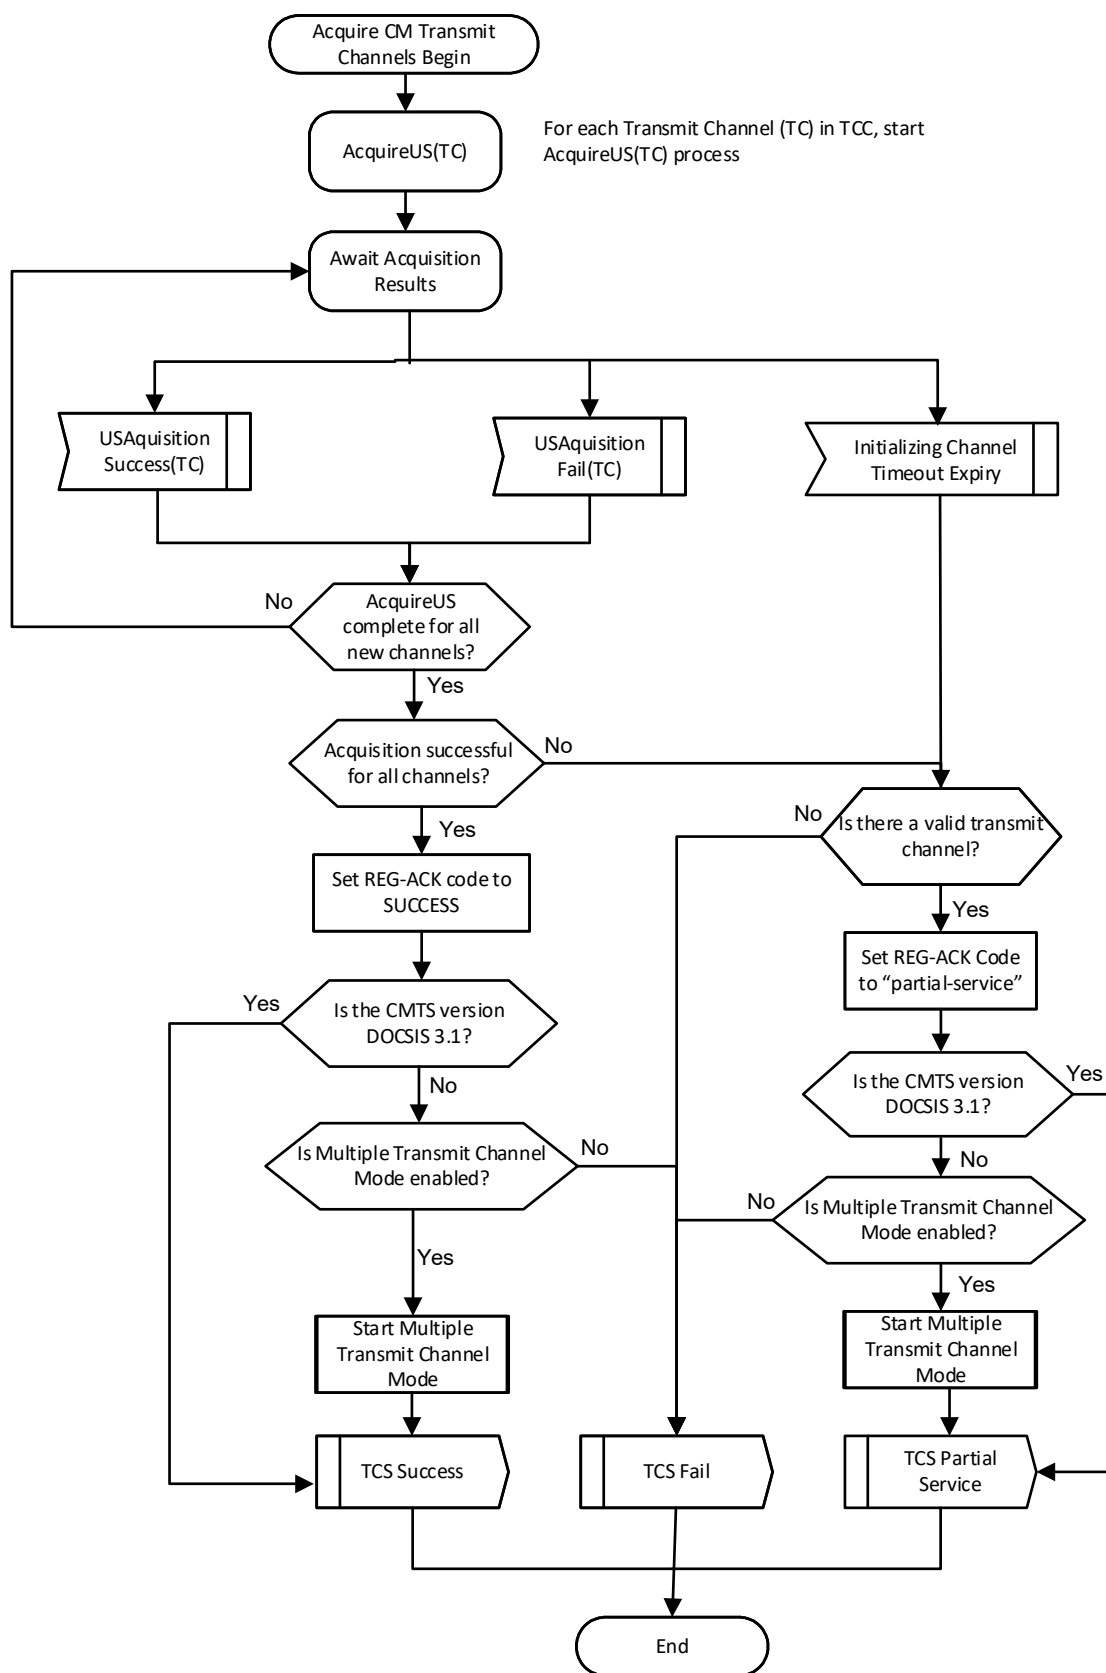 Acquire CM Transmit
Channels Begin
AcquireUS(TC)
For each Transmit Channel (TC) in TCC, start
AcquireUS(TC) process
Await Acquisition
Results
USAquisition
Success(TC)
USAquisition
Fail(TC)
Initializing Channel
Timeout Expiry
No
AcquireUS
complete for all
new channels?
Yes
Acquisition successful
for all channels?
No
Yes
No
Is there a valid transmit
channel?
Set REG-ACK code to
SUCCESS
Yes
Set REG-ACK Code
to “partial-service”
Yes
Is the CMTS version
DOCSIS 3.1?
No
Is the CMTS version
DOCSIS 3.1?
Yes
Is Multiple Transmit Channel
Mode enabled?
No
No
No
Is Multiple Transmit Channel
Mode enabled?
Yes
Yes
Start Multiple
Transmit Channel
Mode
Start Multiple
Transmit Channel
Mode
TCS Success
TCS Fail
TCS Partial
Service
End